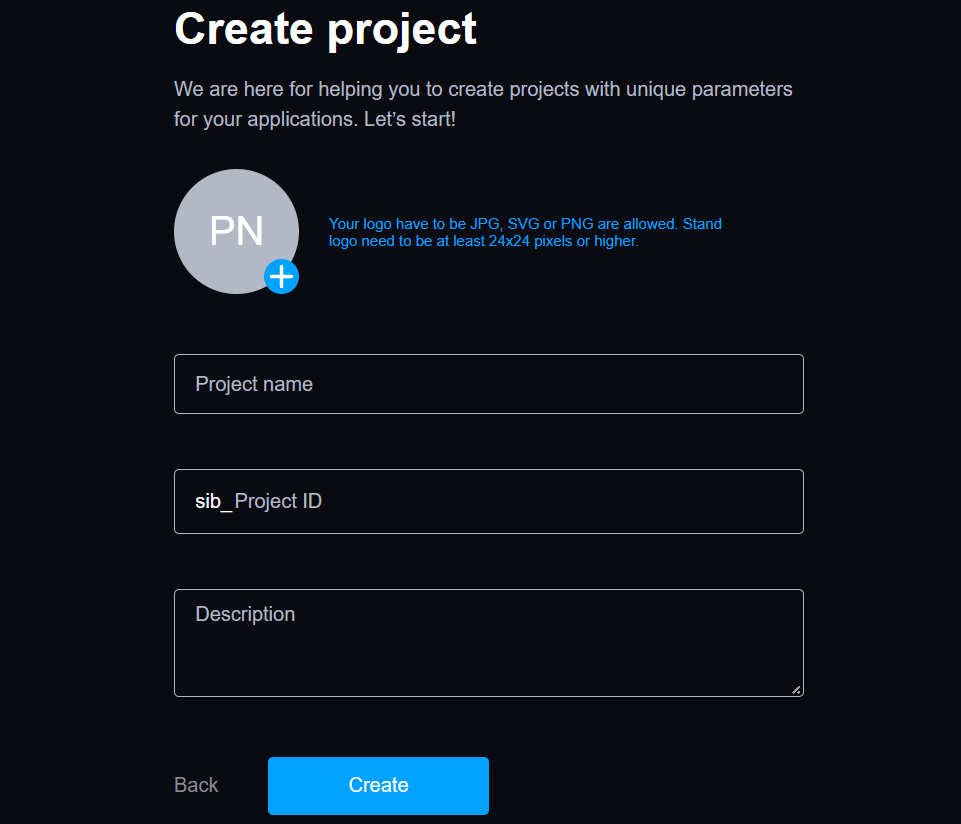 Create project
We are here for helping you to create projects with unique parameters
for your applications. Let’s start!
PN
Your logo have to be JPG, SVG or PNG are allowed. Stand
logo need to be at least 24x24 pixels or higher.
Project name
sib_Project ID
Description
Back
Create